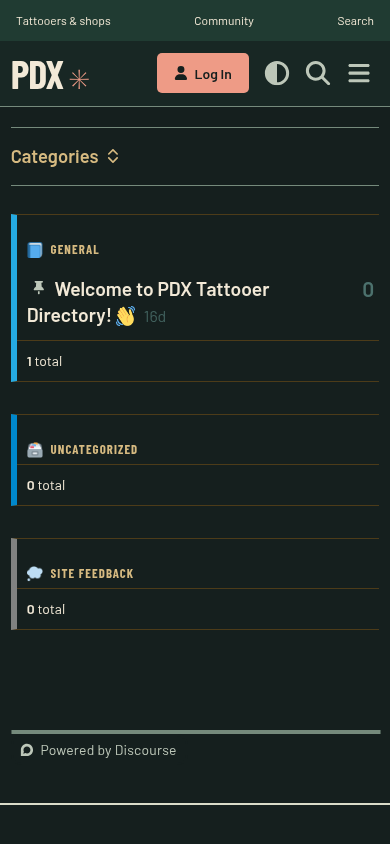 Tattooers & shops Community Search
PDX Log In
Categories
GENERAL
Welcome to PDX Tattooer 0
Directory! 👋 16d
1 total
UNCATEGORIZED
0 total
SITE FEEDBACK
0 total
Powered by Discourse